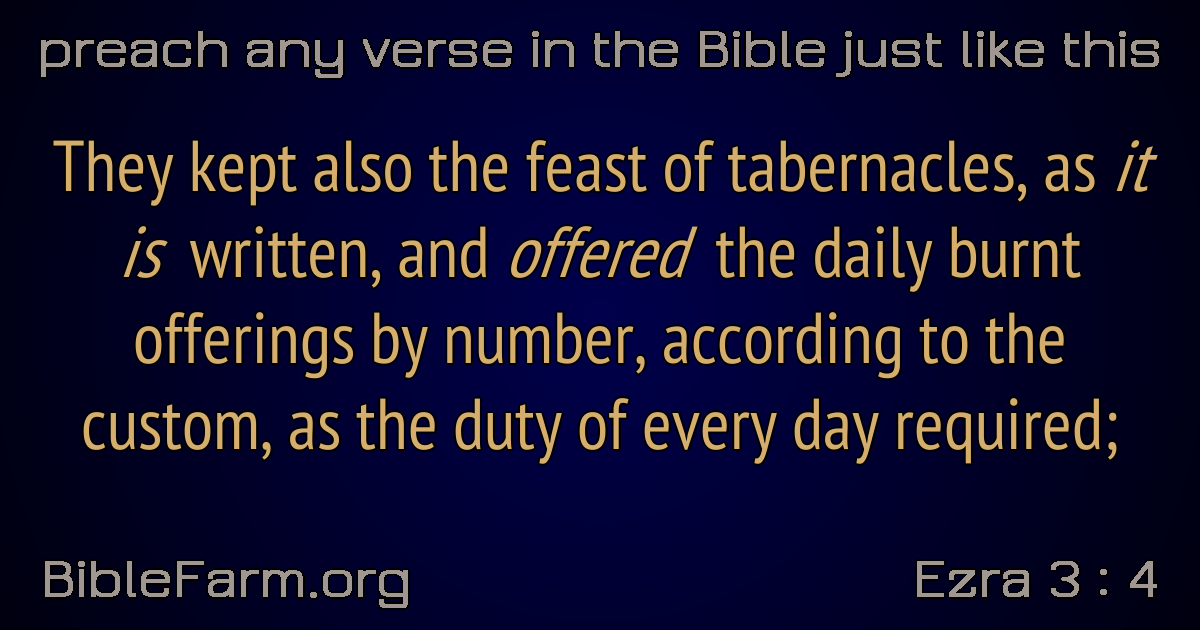 preach any verse in the Bible just like this
They kept also the feast of tabernacles, as it
is written, and offered the daily burnt
offerings by number, according to the
custom, as the duty of every day required;
BibleFarm.org
Ezra 3 : 4